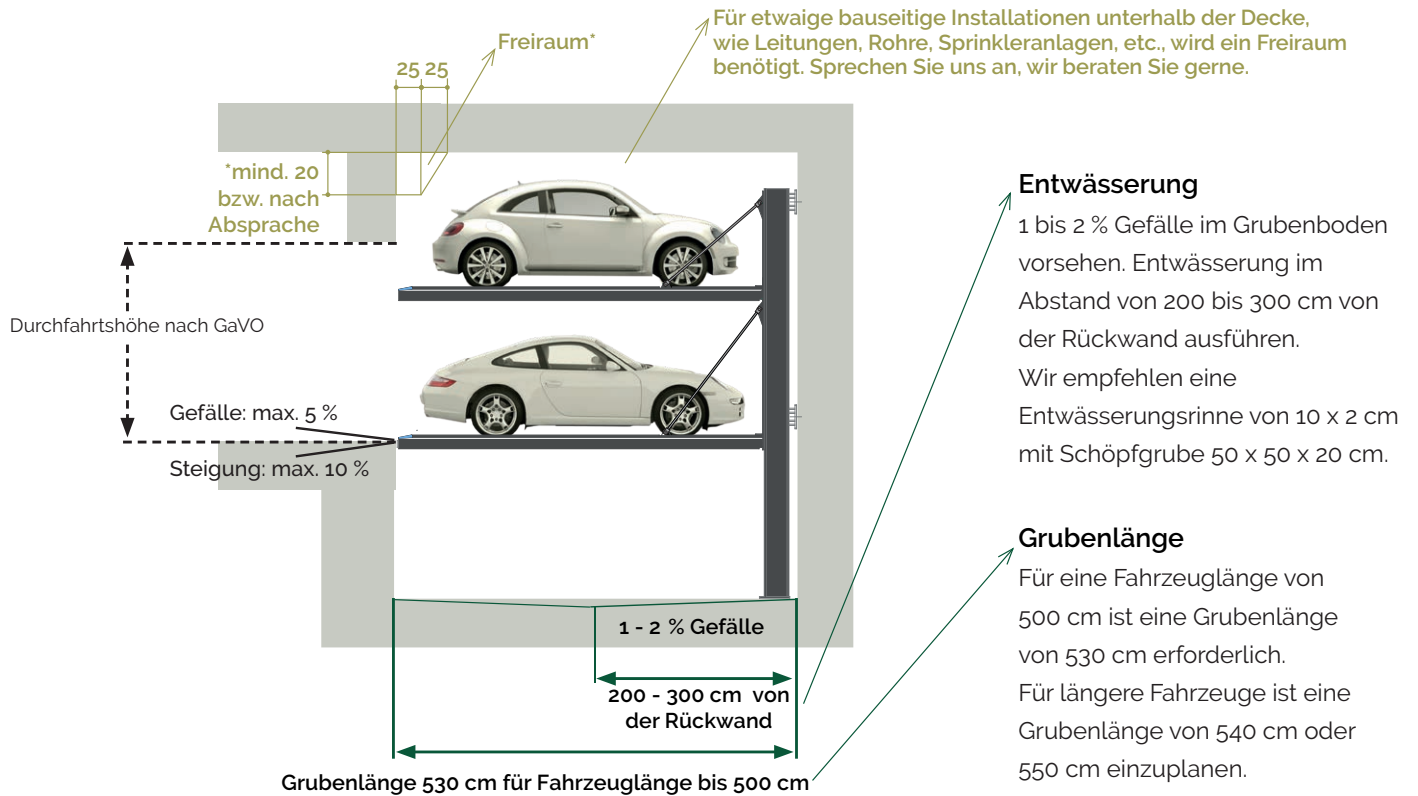 Für etwaige bauseitige Installationen unterhalb der Decke,
wie Leitungen, Rohre, Sprinkleranlagen, etc., wird ein Freiraum
benötigt. Sprechen Sie uns an, wir beraten Sie gerne.
Freiraum*
25 25
*mind. 20
bzw. nach
Absprache
Durchfahrtshöhe nach GaVO
Gefälle: max. 5 %
Steigung: max. 10 %
1 - 2 % Gefälle
200 - 300 cm von
der Rückwand
Grubenlänge 530 cm für Fahrzeuglänge bis 500 cm
Entwässerung
1 bis 2 % Gefälle im Grubenboden
vorsehen. Entwässerung im
Abstand von 200 bis 300 cm von
der Rückwand ausführen.
Wir empfehlen eine
Entwässerungsrinne von 10 x 2 cm
mit Schöpfgrube 50 x 50 x 20 cm.
Grubenlänge
Für eine Fahrzeuglänge von
500 cm ist eine Grubenlänge
von 530 cm erforderlich.
Für längere Fahrzeuge ist eine
Grubenlänge von 540 cm oder
550 cm einzuplanen.